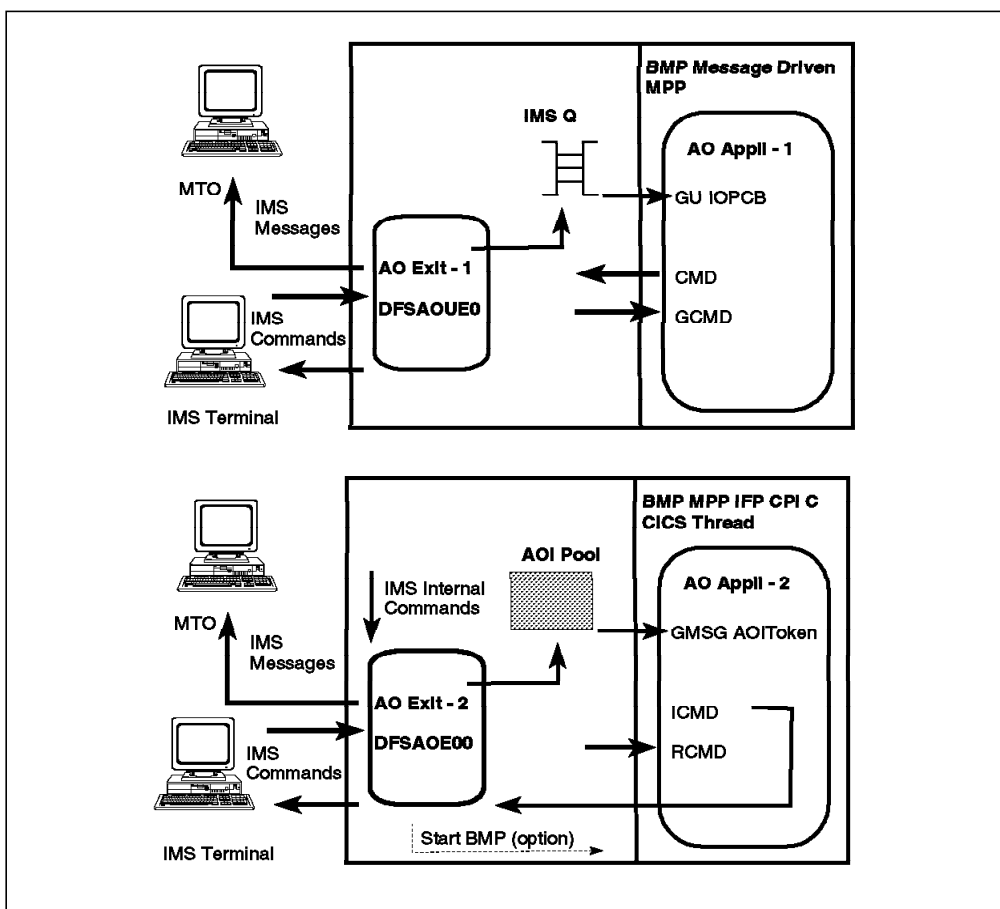 BMP Message Driven
MPP
IMS Q
AO Appli - 1
MTO
IMS
Messages
GU IOPCB
AO Exit - 1
DFSAOUE0
CMD
GCMD
IMS
Commands
IMS Terminal
BMP MPP IFP CPI C
CICS Thread
AOI Pool
AO Appli - 2
IMS Internal
Commands
MTO
IMS
Messages
GMSG AOIToken
AO Exit - 2
DFSAOE00
ICMD
RCMD
IMS
Commands
Start BMP (option)
IMS Terminal